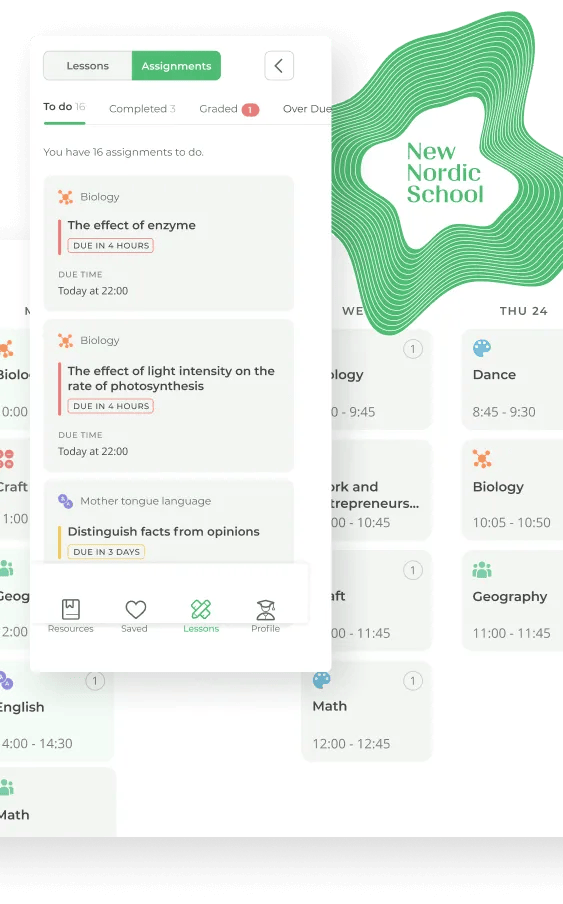 Lessons
Assignments
To do 16
Completed 3
Graded 1
Over Due
You have 16 assignments to do.
Biology
The effect of enzyme
DUE IN 4 HOURS
DUE TIME
Today at 22:00
Biology
The effect of light intensity on the
rate of photosynthesis
DUE IN 4 HOURS
DUE TIME
Today at 22:00
Mother tongue language
Distinguish facts from opinions
DUE IN 3 DAYS
Resources
Saved
Lessons
Profile
New
Nordic
School
M
Biolo
0:00
Craft
1:00
Geog
2:00
1
English
4:00 - 14:30
Math
WE
1
ology
0 - 9:45
ork and
trepreneurs...
00 - 10:45
1
aft
00 - 11:45
1
Math
12:00 - 12:45
THU 24
Dance
8:45 - 9:30
Biology
10:05 - 10:50
Geography
11:00 - 11:45